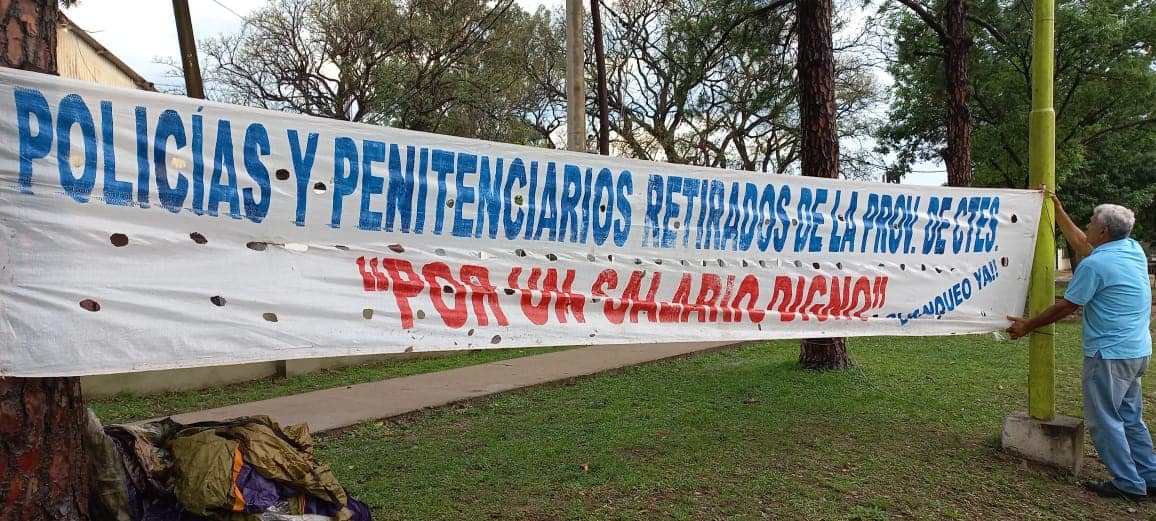 POLICÍAS Y PENITENCIARIOS RETIRADOS DE LA PROV. DE CTES.
"POR UN SALARIO DIGNO"
BLANQUEO YA!!